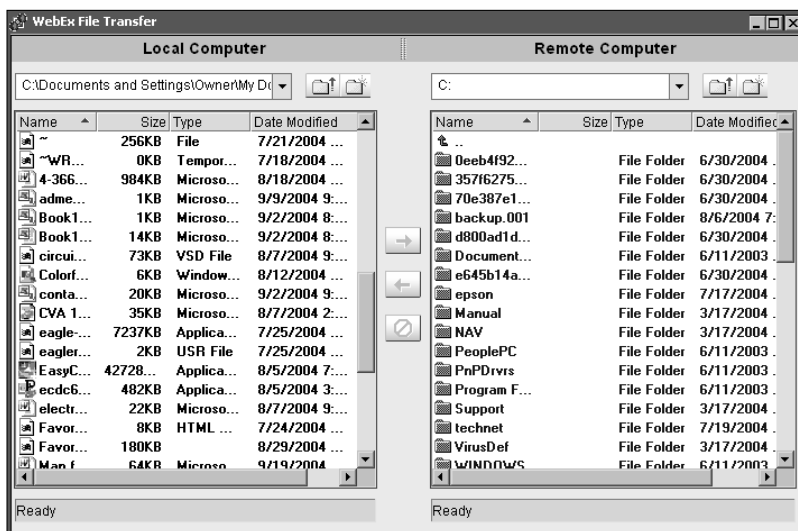 WebEx File Transfer
Local Computer
C:\Documents and Settings\Owner\My Do
Name Size Type Date Modified
~ 256KB File 7/21/2004 ...
~WR... 0KB Tempor... 7/18/2004 ...
4-366... 984KB Microso... 8/18/2004 ...
adme... 1KB Microso... 9/9/2004 9:...
Book1... 1KB Microso... 9/2/2004 8:...
Book1... 14KB Microso... 9/2/2004 8:...
circui... 73KB VSD File 8/7/2004 9:...
Colorf... 6KB Window... 8/12/2004 ...
conta... 20KB Microso... 9/2/2004 9:...
CVA 1... 35KB Microso... 8/7/2004 2:...
eagle-... 7237KB Applica... 7/25/2004 ...
eagler... 2KB USR File 7/25/2004 ...
EasyC... 42728... Applica... 8/5/2004 7:...
ecdc6... 482KB Applica... 8/5/2004 3:...
electr... 22KB Microso... 8/7/2004 9:...
Favor... 8KB HTML ... 7/24/2004 ...
Favor... 180KB 8/29/2004 ...
Man f 64KB Microso 9/19/2004
Ready
Remote Computer
C:
Name Size Type Date Modified
..
0eeb4f92... File Folder 6/30/2004 .
357f6275... File Folder 6/30/2004 .
70e387e1... File Folder 6/30/2004 .
backup.001 File Folder 8/6/2004 7:
d800ad1d... File Folder 6/30/2004 .
Document... File Folder 6/11/2003 .
e645b14a... File Folder 6/30/2004 .
epson File Folder 7/17/2004 .
Manual File Folder 3/17/2004 .
NAV File Folder 3/17/2004 .
PeoplePC File Folder 6/11/2003 .
PnPDrvrs File Folder 6/11/2003 .
Program F... File Folder 6/11/2003 .
Support File Folder 3/17/2004 .
technet File Folder 7/19/2004 .
VirusDef File Folder 3/17/2004 .
WINDOWS File Folder 6/11/2003
Ready